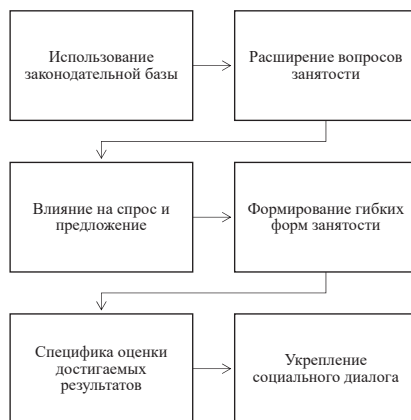 Использование
законодательной базы
Расширение вопросов
занятости
Влияние на спрос и
предложение
Формирование гибких
форм занятости
Специфика оценки
достигаемых
результатов
Укрепление
социального диалога